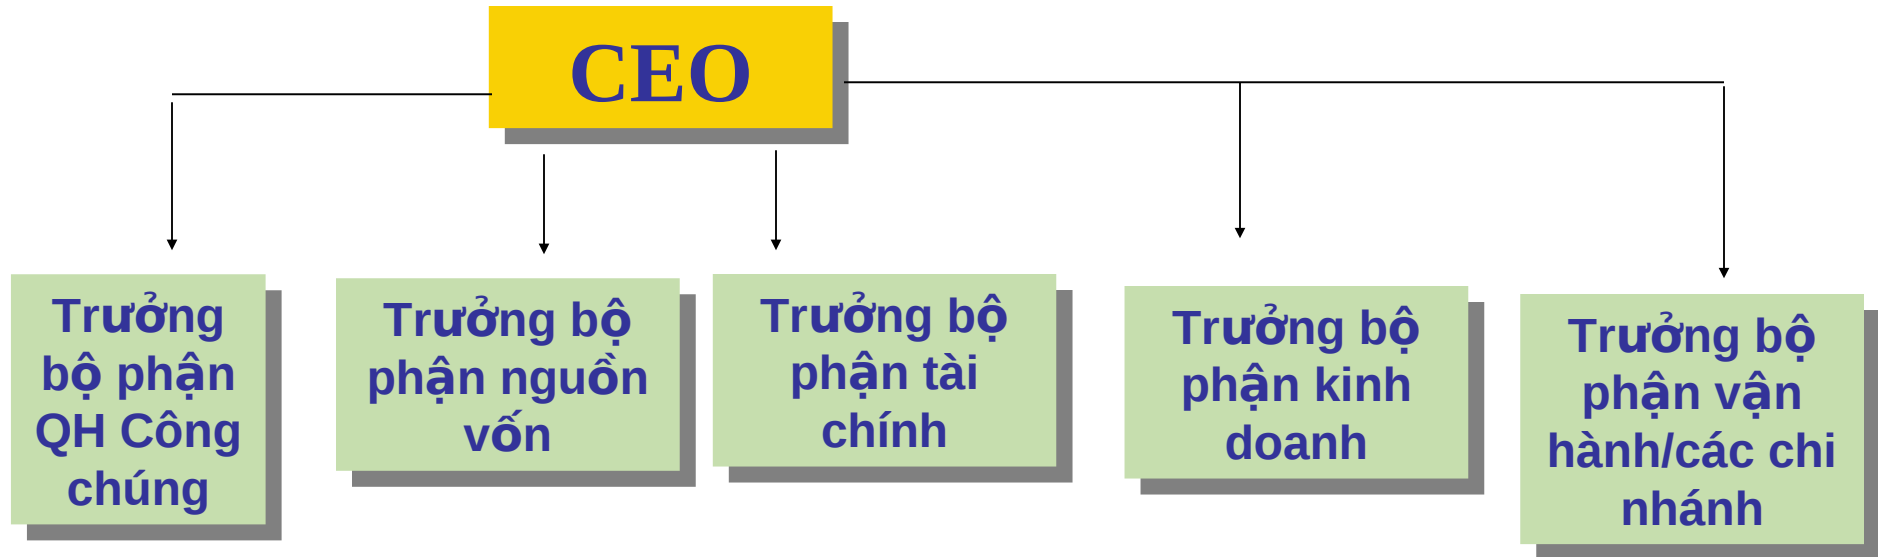 CEO
Trưởng
bộ phận
QH Công
chúng
Trưởng bộ
phận nguồn
vốn
Trưởng bộ
phận tài
chính
Trưởng bộ
phận kinh
doanh
Trưởng bộ
phận vận
hành/các chi
nhánh